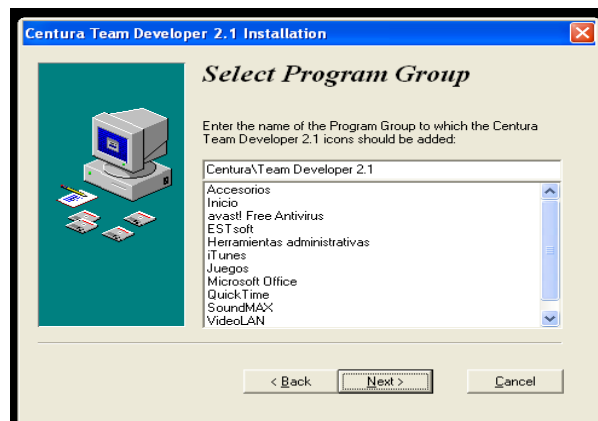 Centura Team Developer 2.1 Installation
Select Program Group
Enter the name of the Program Group to which the Centura
Team Developer 2.1 icons should be added:
Centura\Team Developer 2.1
Accesorios
Inicio
avast! Free Antivirus
ESTsoft
Herramientas administrativas
iTunes
Juegos
Microsoft Office
QuickTime
SoundMAX
VideoLAN
< Back
Next >
Cancel